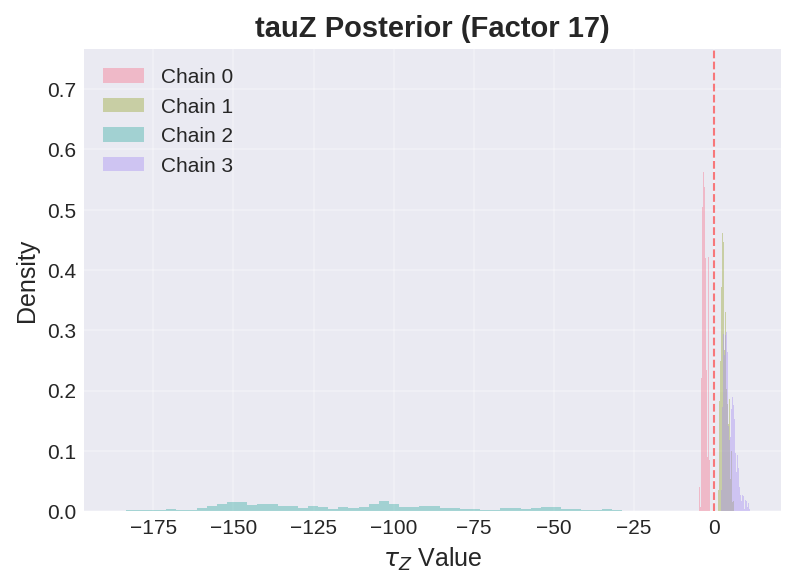 tauZ Posterior (Factor 17)
Chain 0
Chain 1
Chain 2
Chain 3
Density
0.7
0.6
0.5
0.4
0.3
0.2
0.1
0.0
−175 −150 −125 −100 −75 −50 −25 0
τZ Value